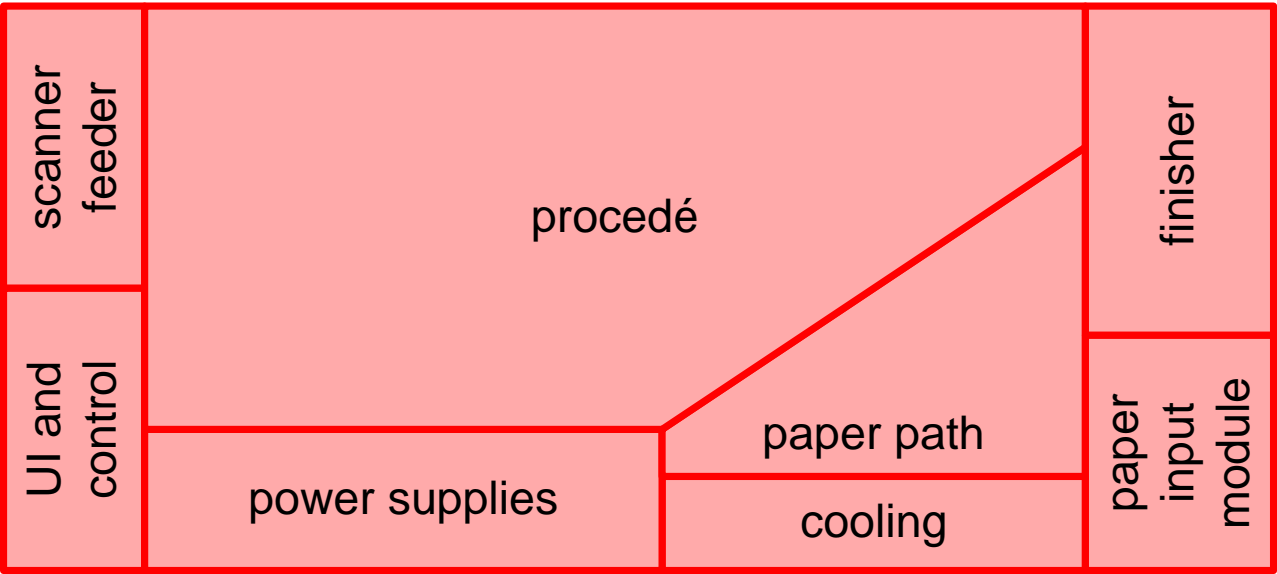 scanner
feeder
procedé
finisher
UI and
control
power supplies
paper path
cooling
paper
input
module